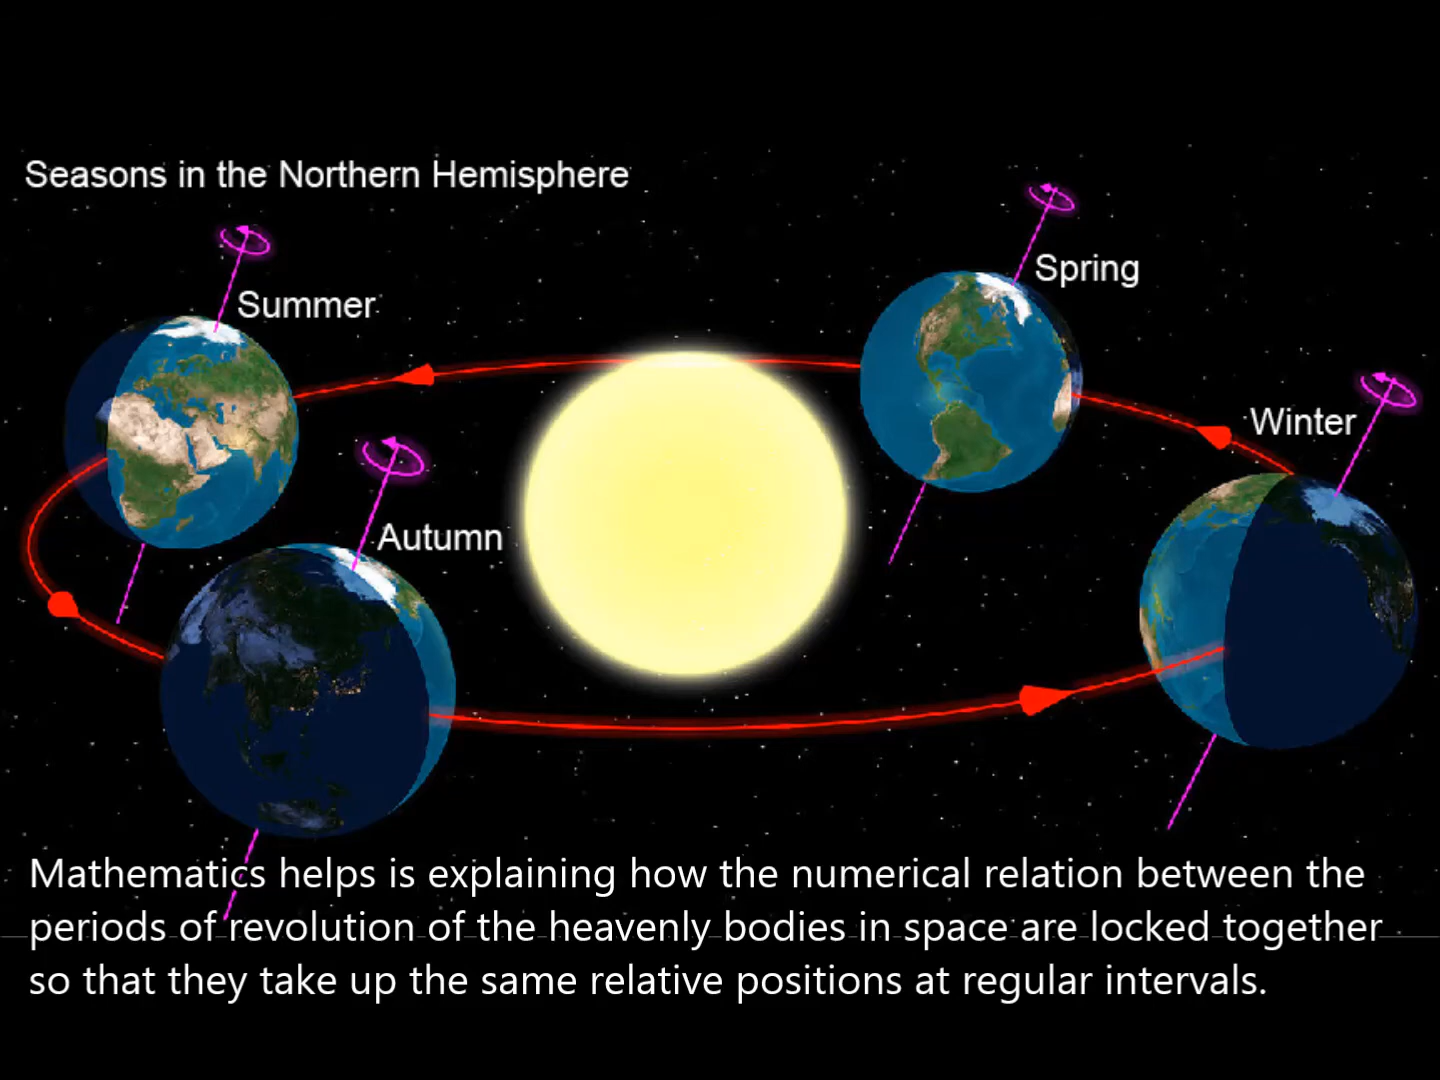 Seasons in the Northern Hemisphere
Spring
Summer
Winter
Autumn
Mathematics helps is explaining how the numerical relation between the
periods of revolution of the heavenly bodies in space are locked together
so that they take up the same relative positions at regular intervals.